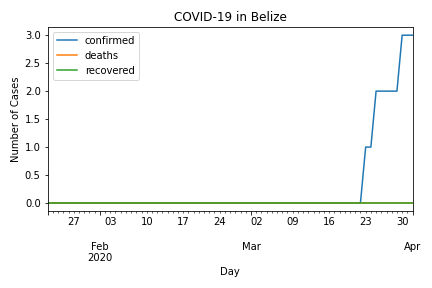 COVID-19 in Belize
confirmed
deaths
recovered
Number of Cases
3.0
2.5
2.0
1.5
1.0
0.5
0.0
27 03 10 17 24 02 09 16 23 30
Feb Mar Apr
2020
Day